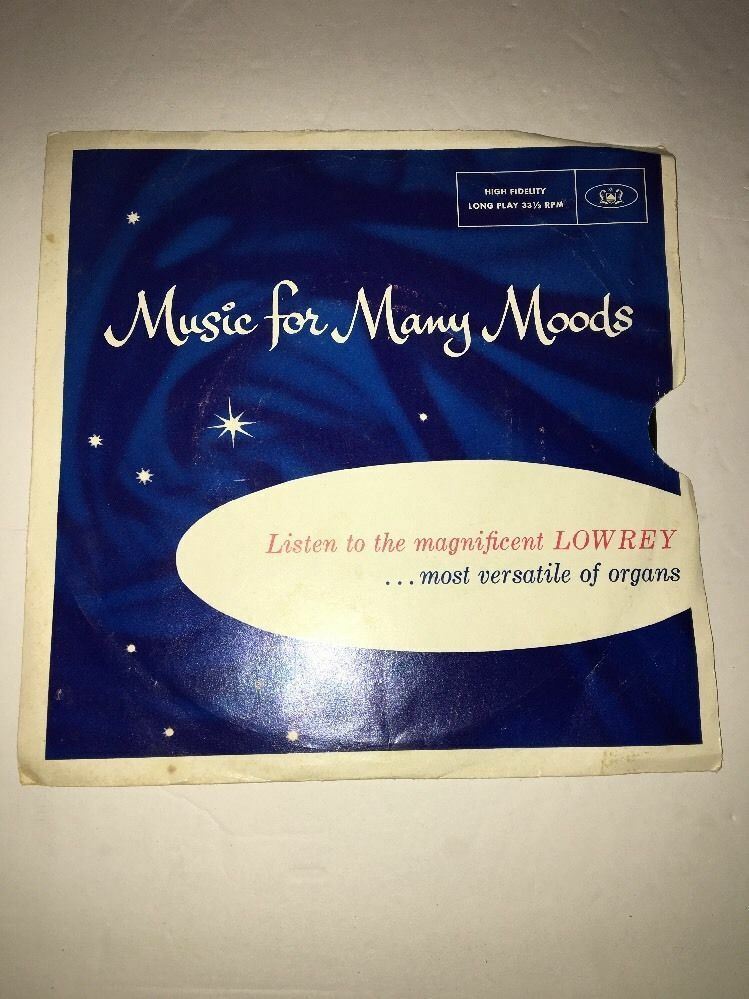 HIGH FIDELITY
LONG PLAY 33⅓ RPM
Music for Many Moods
Listen to the magnificent LOWREY
...most versatile of organs